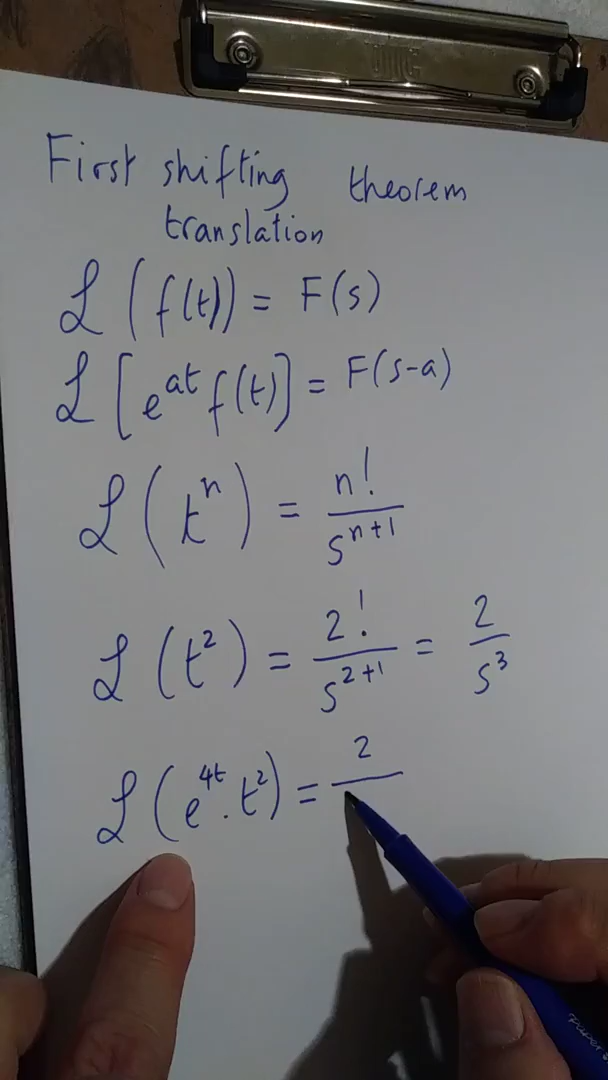 First shifting theorem
translation
ℒ(f(t)) = F(s)
ℒ[e^{at} f(t)] = F(s-a)
ℒ(t^n) = n!/s^{n+1}
ℒ(t^2) = 2!/s^{2+1} = 2/s^3
ℒ(e^{4t}.t^2) = 2/